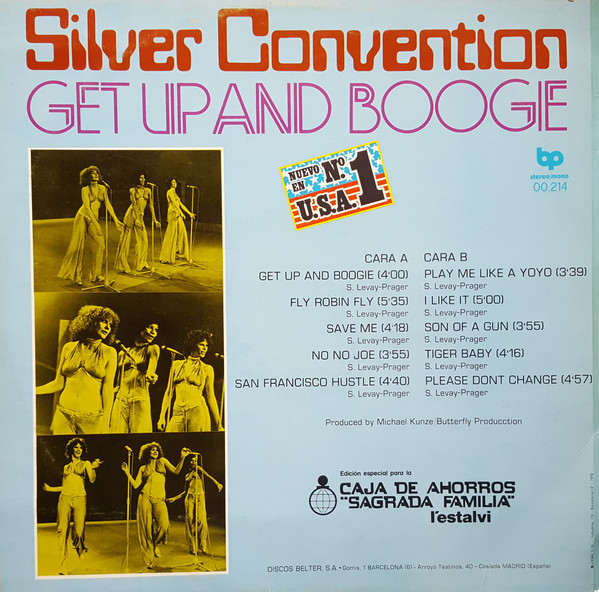 Silver Convention
GET UP AND BOOGIE
NUEVO Nº 1
EN U.S.A.
bp
stereo/mono
00.214
CARA A
GET UP AND BOOGIE (4'00)
S. Levay-Prager
FLY ROBIN FLY (5'35)
S. Levay-Prager
SAVE ME (4'18)
S. Levay-Prager
NO NO JOE (3'55)
S. Levay-Prager
SAN FRANCISCO HUSTLE (4'40)
S. Levay-Prager
CARA B
PLAY ME LIKE A YOYO (3'39)
S. Levay-Prager
I LIKE IT (5'00)
S. Levay-Prager
SON OF A GUN (3'55)
S. Levay-Prager
TIGER BABY (4'16)
S. Levay-Prager
PLEASE DONT CHANGE (4'57)
S. Levay-Prager
Produced by Michael Kunze/Butterfly Producction
Edición especial para la
CAJA DE AHORROS
"SAGRADA FAMILIA"
l'estalvi
DISCOS BELTER, S.A. • Gomis, 1 BARCELONA (6) - Arroyo Teatinos, 40 - Coslada MADRID (España)